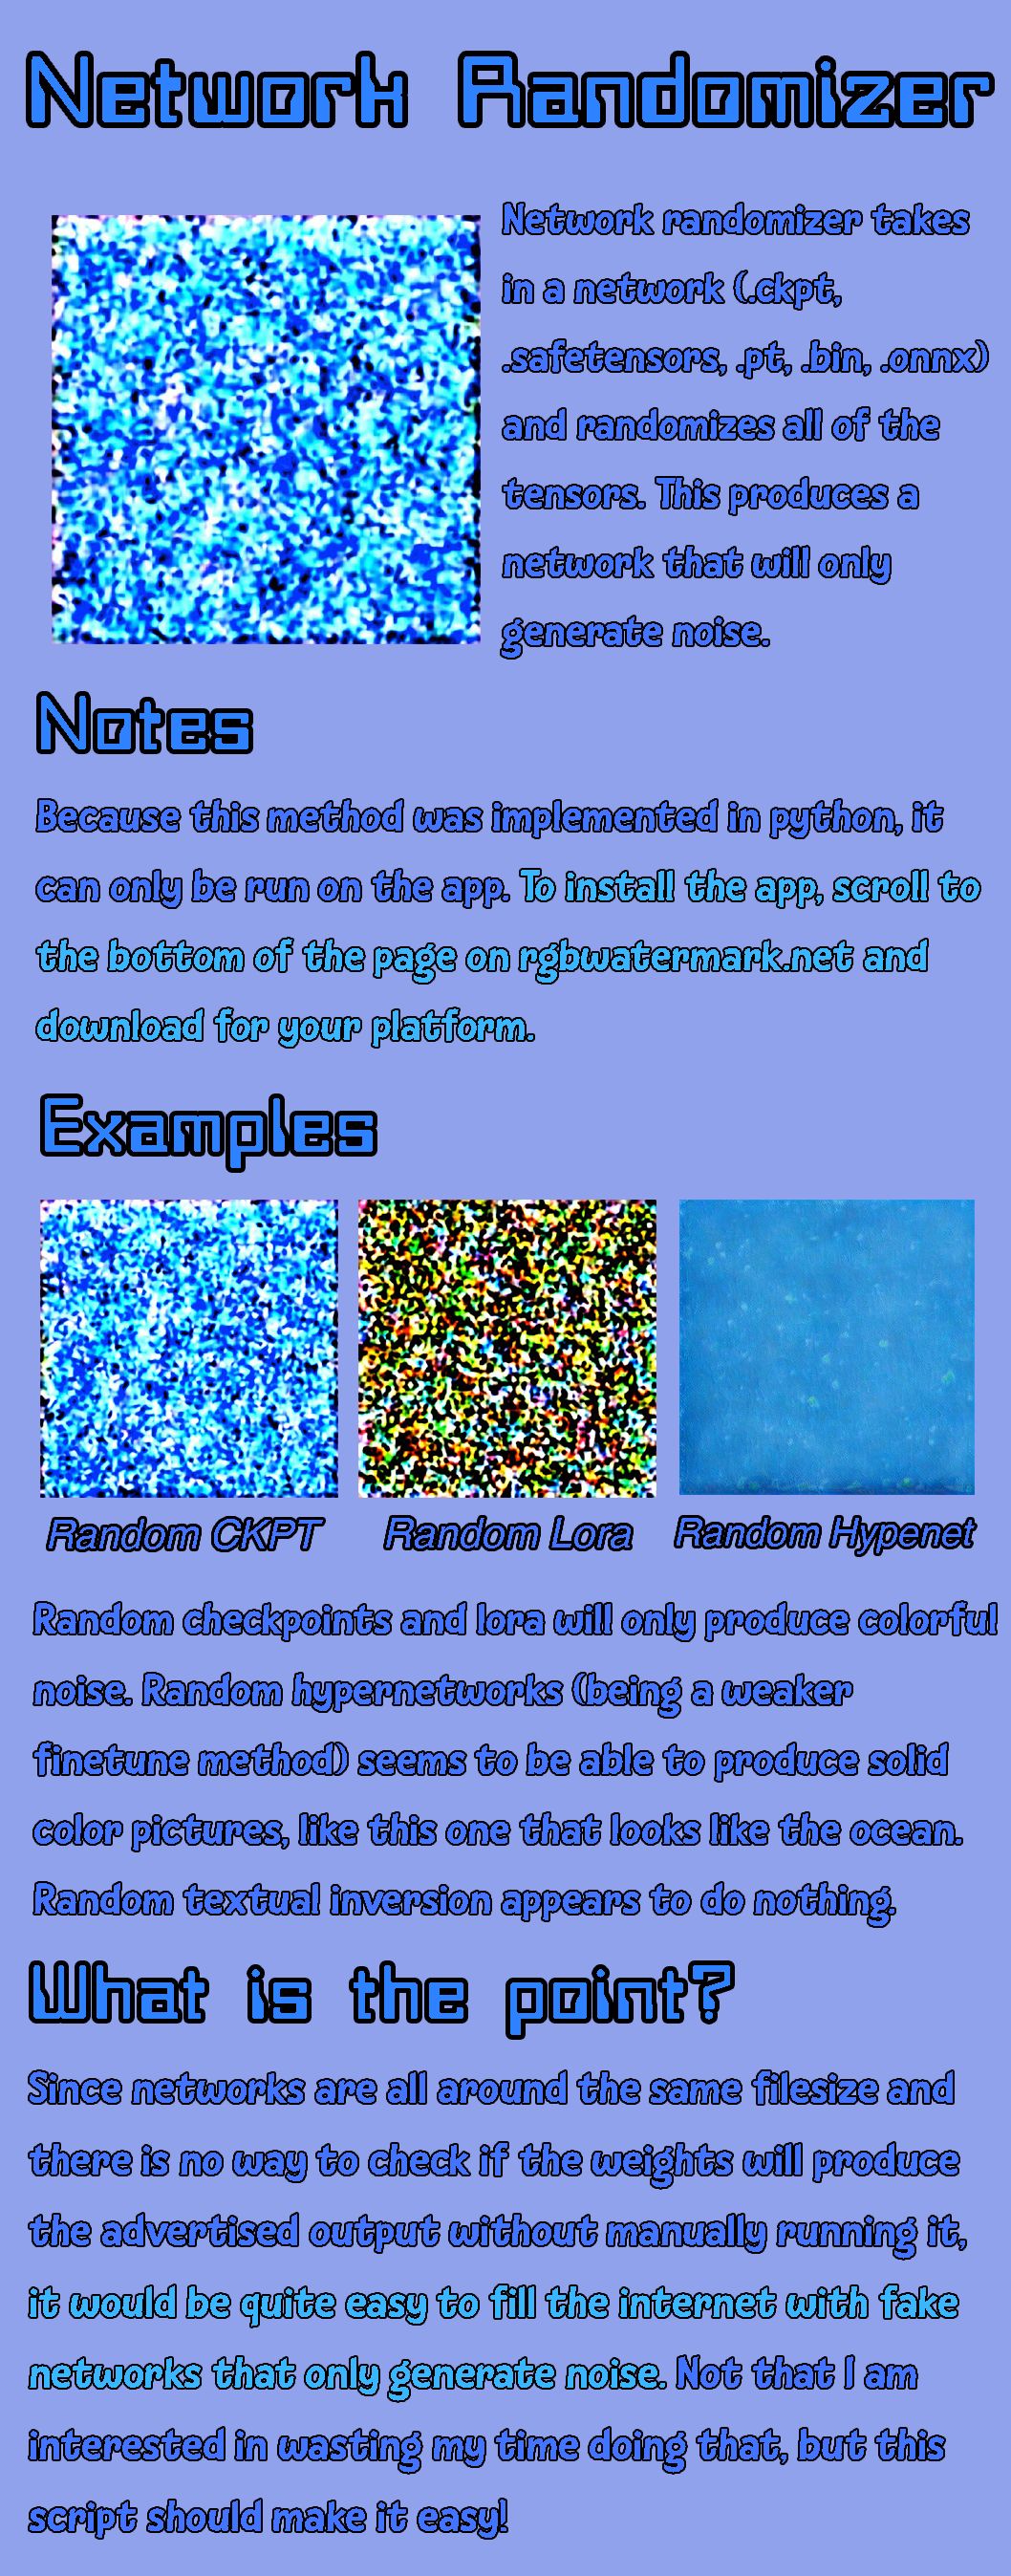 Network Randomizer
Network randomizer takes
in a network (.ckpt,
.safetensors, .pt, .bin, .onnx)
and randomizes all of the
tensors. This produces a
network that will only
generate noise.
Notes
Because this method was implemented in python, it
can only be run on the app. To install the app, scroll to
the bottom of the page on rgbwatermark.net and
download for your platform.
Examples
Random CKPT
Random Lora
Random Hypenet
Random checkpoints and lora will only produce colorful
noise. Random hypernetworks (being a weaker
finetune method) seems to be able to produce solid
color pictures, like this one that looks like the ocean.
Random textual inversion appears to do nothing.
What is the point?
Since networks are all around the same filesize and
there is no way to check if the weights will produce
the advertised output without manually running it,
it would be quite easy to fill the internet with fake
networks that only generate noise. Not that I am
interested in wasting my time doing that, but this
script should make it easy!